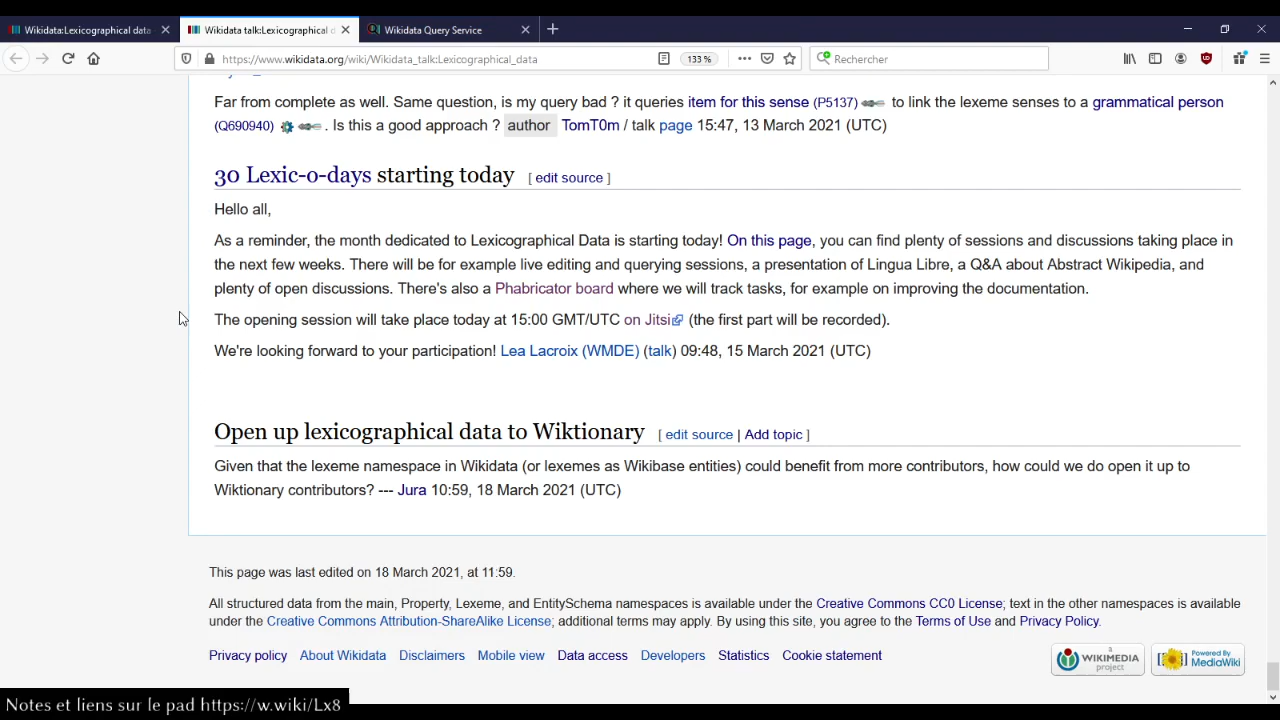 Wikidata:Lexicographical data
Wikidata talk:Lexicographical d
Wikidata Query Service
https://www.wikidata.org/wiki/Wikidata_talk:Lexicographical_data
133 %
Rechercher
Far from complete as well. Same question, is my query bad ? it queries item for this sense (P5137) to link the lexeme senses to a grammatical person
(Q690940) . Is this a good approach ? author TomT0m / talk page 15:47, 13 March 2021 (UTC)
30 Lexic-o-days starting today [ edit source ]
Hello all,
As a reminder, the month dedicated to Lexicographical Data is starting today! On this page, you can find plenty of sessions and discussions taking place in
the next few weeks. There will be for example live editing and querying sessions, a presentation of Lingua Libre, a Q&A about Abstract Wikipedia, and
plenty of open discussions. There's also a Phabricator board where we will track tasks, for example on improving the documentation.
The opening session will take place today at 15:00 GMT/UTC on Jitsi (the first part will be recorded).
We're looking forward to your participation! Lea Lacroix (WMDE) (talk) 09:48, 15 March 2021 (UTC)
Open up lexicographical data to Wiktionary [ edit source | Add topic ]
Given that the lexeme namespace in Wikidata (or lexemes as Wikibase entities) could benefit from more contributors, how could we do open it up to
Wiktionary contributors? --- Jura 10:59, 18 March 2021 (UTC)
This page was last edited on 18 March 2021, at 11:59.
All structured data from the main, Property, Lexeme, and EntitySchema namespaces is available under the Creative Commons CC0 License; text in the other namespaces is available
under the Creative Commons Attribution-ShareAlike License; additional terms may apply. By using this site, you agree to the Terms of Use and Privacy Policy.
Privacy policy About Wikidata Disclaimers Mobile view Data access Developers Statistics Cookie statement
A WIKIMEDIA project
Powered By MediaWiki
Notes et liens sur le pad https://w.wiki/Lx8